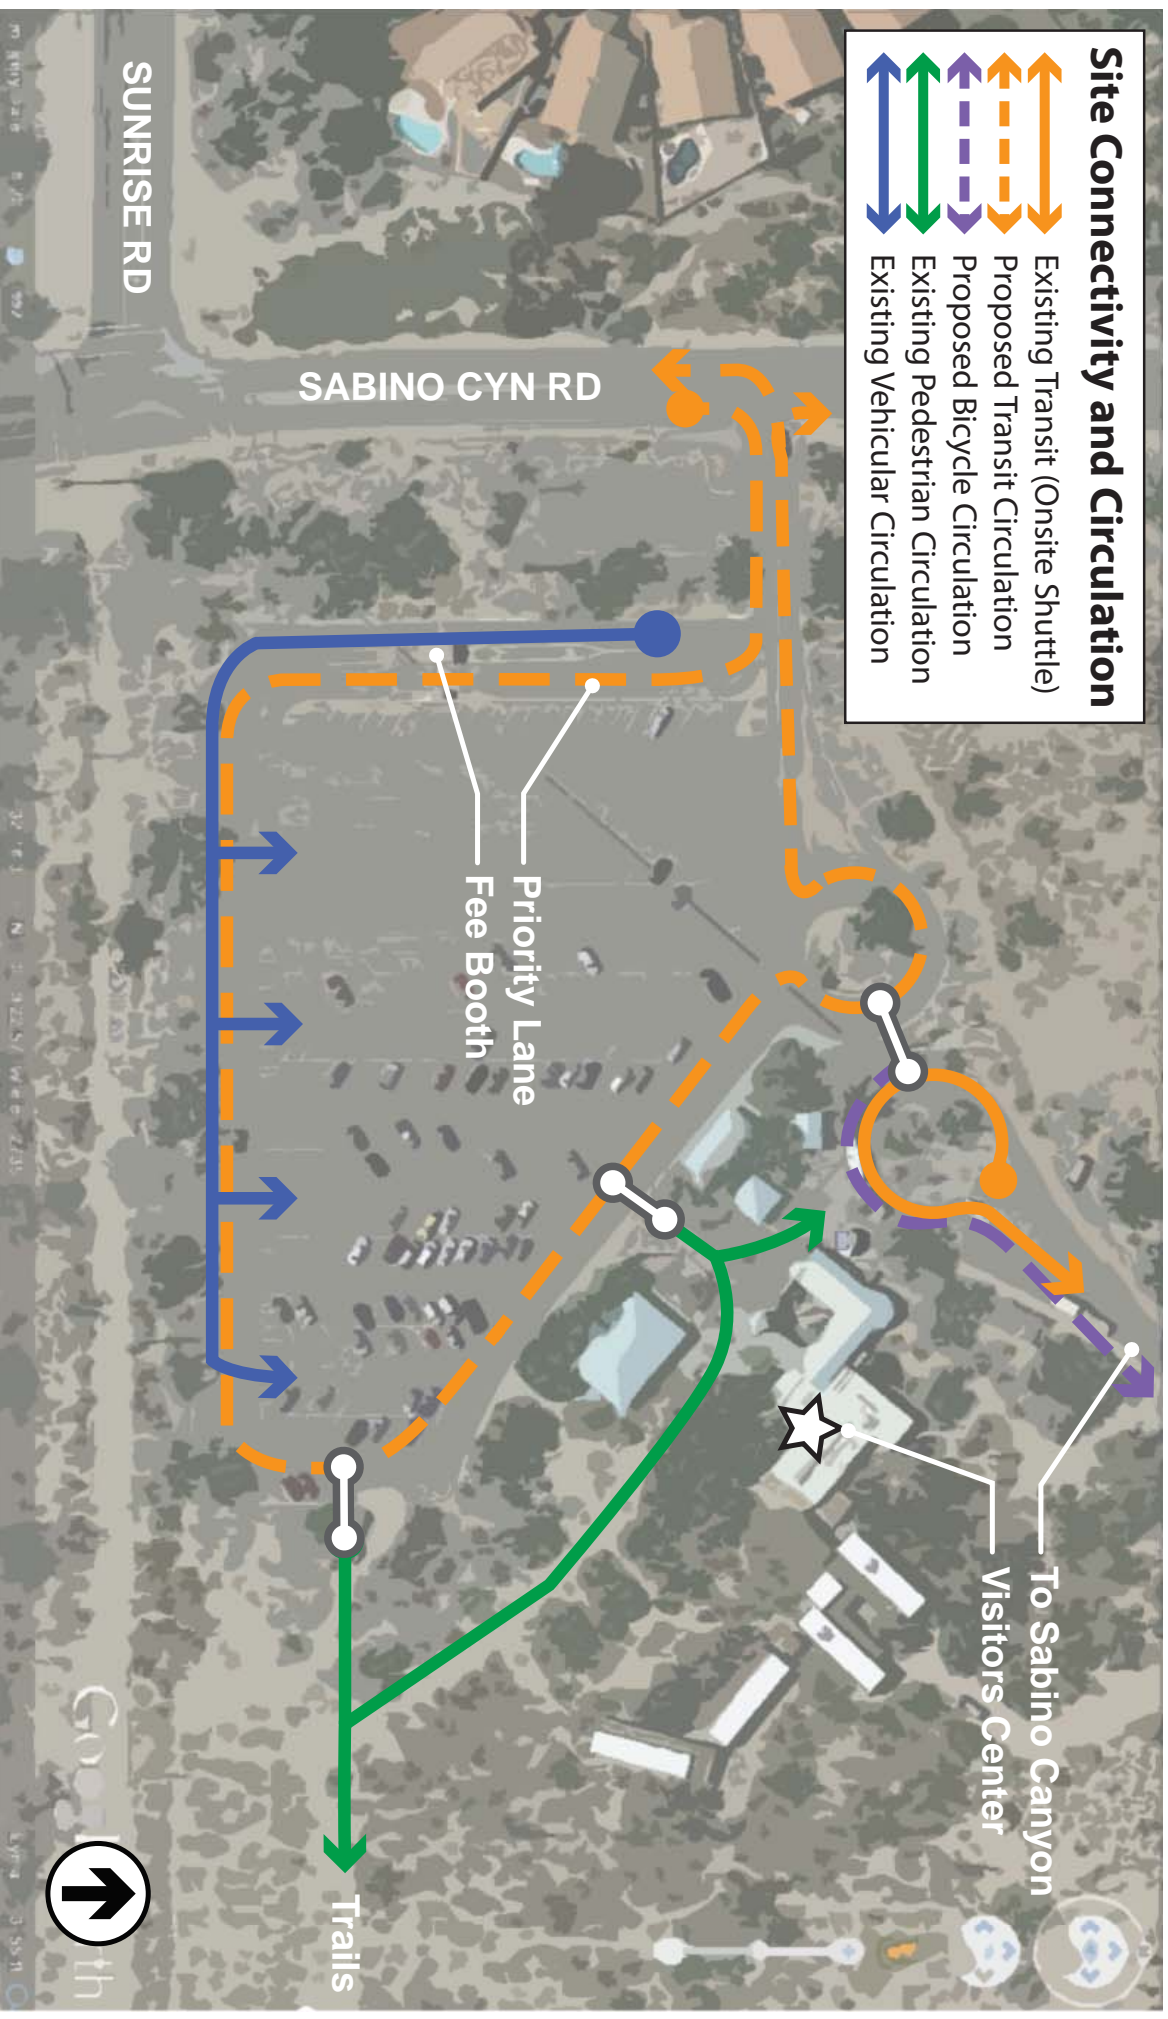 Site Connectivity and Circulation
Existing Transit (Onsite Shuttle)
Proposed Transit Circulation
Proposed Bicycle Circulation
Existing Pedestrian Circulation
Existing Vehicular Circulation
SUNRISE RD
SABINO CYN RD
Priority Lane
Fee Booth
To Sabino Canyon
Visitors Center
Trails